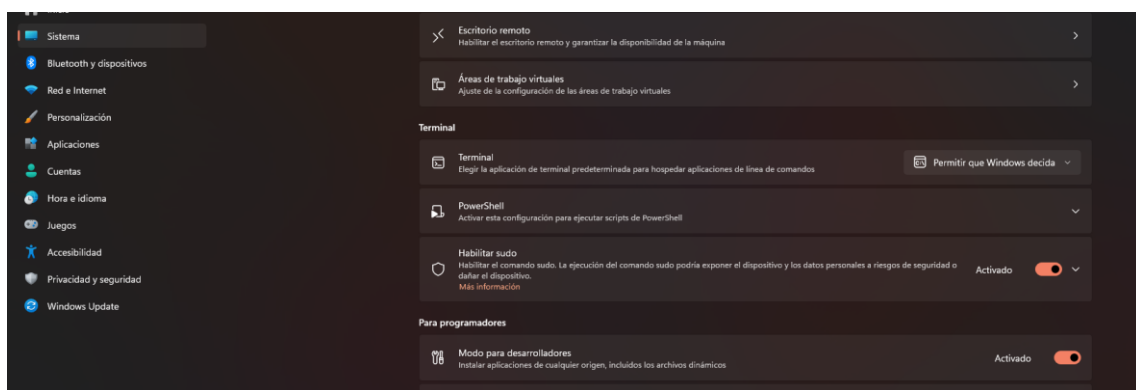 Sistema
Bluetooth y dispositivos
Red e Internet
Personalización
Aplicaciones
Cuentas
Hora e idioma
Juegos
Accesibilidad
Privacidad y seguridad
Windows Update
Escritorio remoto
Habilitar el escritorio remoto y garantizar la disponibilidad de la máquina
Áreas de trabajo virtuales
Ajuste de la configuración de las áreas de trabajo virtuales
Terminal
Terminal
Elegir la aplicación de terminal predeterminada para hospedar aplicaciones de línea de comandos
Permitir que Windows decida
PowerShell
Activar esta configuración para ejecutar scripts de PowerShell
Habilitar sudo
Habilitar el comando sudo. La ejecución del comando sudo podría exponer el dispositivo y los datos personales a riesgos de seguridad o
dañar el dispositivo.
Más información
Activado
Para programadores
Modo para desarrolladores
Instalar aplicaciones de cualquier origen, incluidos los archivos dinámicos
Activado